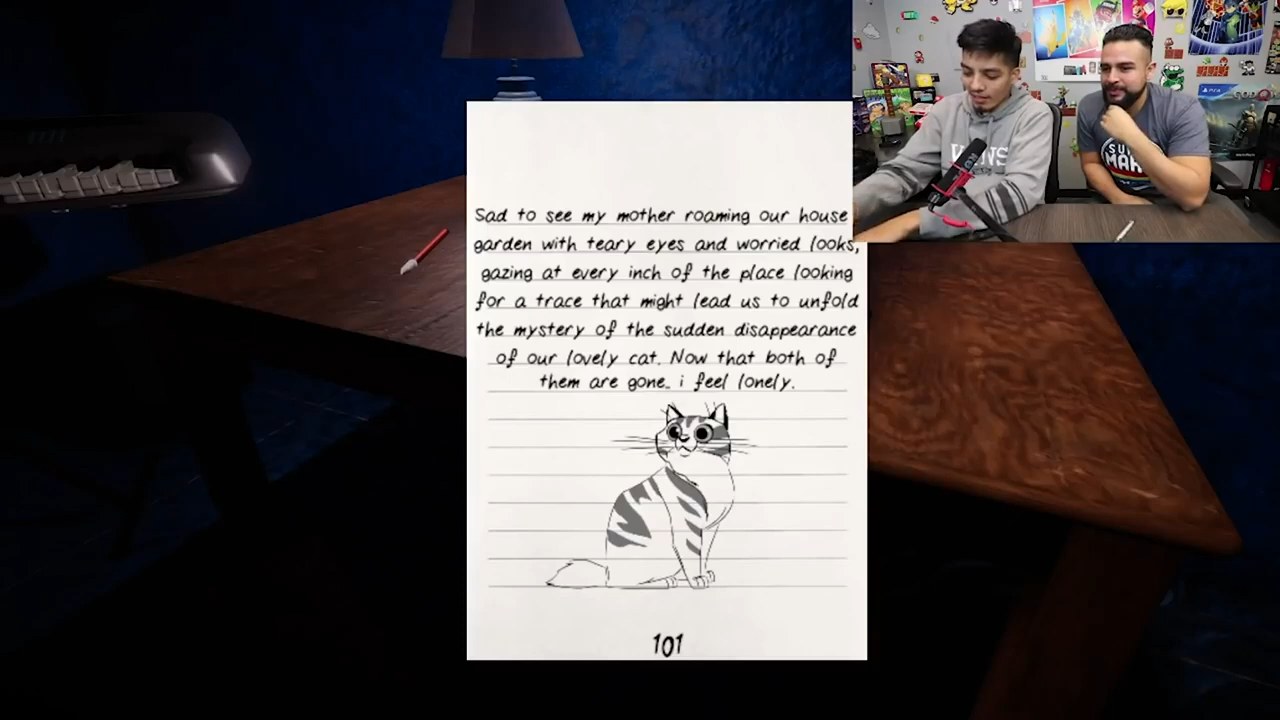 Sad to see my mother roaming our house
garden with teary eyes and worried looks,
gazing at every inch of the place looking
for a trace that might lead us to unfold
the mystery of the sudden disappearance
of our lovely cat. Now that both of
them are gone.. i feel lonely.
101